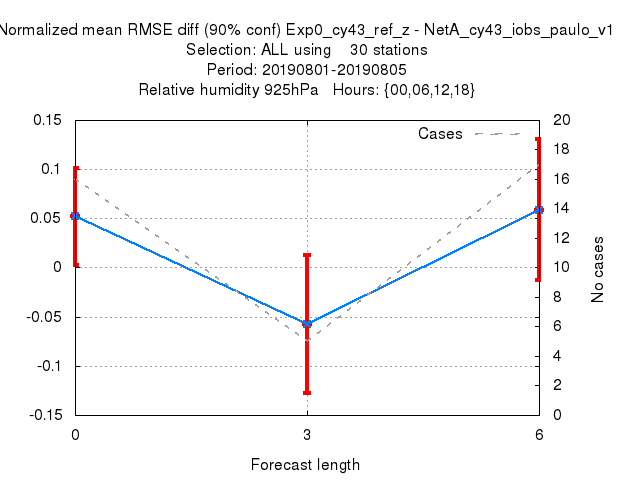 Normalized mean RMSE diff (90% conf) Exp0_cy43_ref_z - NetA_cy43_iobs_paulo_v1
Selection: ALL using 30 stations
Period: 20190801-20190805
Relative humidity 925hPa Hours: {00,06,12,18}
Cases
0.15
0.1
0.05
0
-0.05
-0.1
-0.15
20
18
16
14
12
10
8
6
4
2
0
No cases
0 3 6
Forecast length